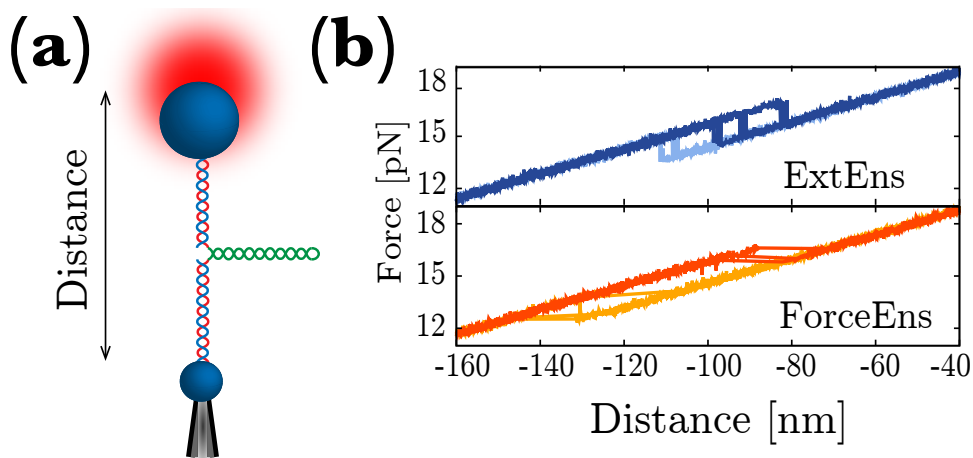 (a)
Distance
(b)
Force [pN]
18
15
12
ExtEns
18
15
12
ForceEns
-160 -140 -120 -100 -80 -60 -40
Distance [nm]